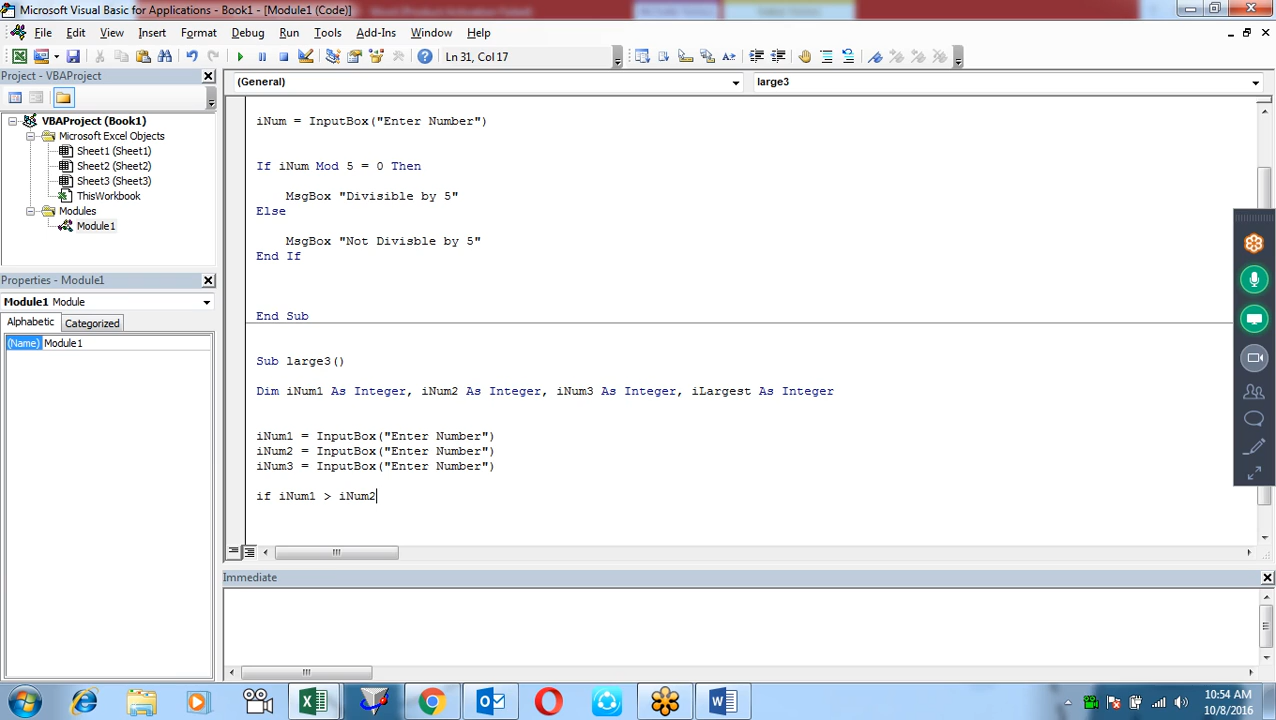 Microsoft Visual Basic for Applications - Book1 - [Module1 (Code)]
File Edit View Insert Format Debug Run Tools Add-Ins Window Help
Ln 31, Col 17
Project - VBAProject
(General)
large3
VBAProject (Book1)
Microsoft Excel Objects
Sheet1 (Sheet1)
Sheet2 (Sheet2)
Sheet3 (Sheet3)
ThisWorkbook
Modules
Module1
Properties - Module1
Module1 Module
Alphabetic Categorized
(Name) Module1
iNum = InputBox("Enter Number")
If iNum Mod 5 = 0 Then
MsgBox "Divisible by 5"
Else
MsgBox "Not Divisble by 5"
End If
End Sub
Sub large3()
Dim iNum1 As Integer, iNum2 As Integer, iNum3 As Integer, iLargest As Integer
iNum1 = InputBox("Enter Number")
iNum2 = InputBox("Enter Number")
iNum3 = InputBox("Enter Number")
if iNum1 > iNum2
Immediate
10:54 AM
10/8/2016